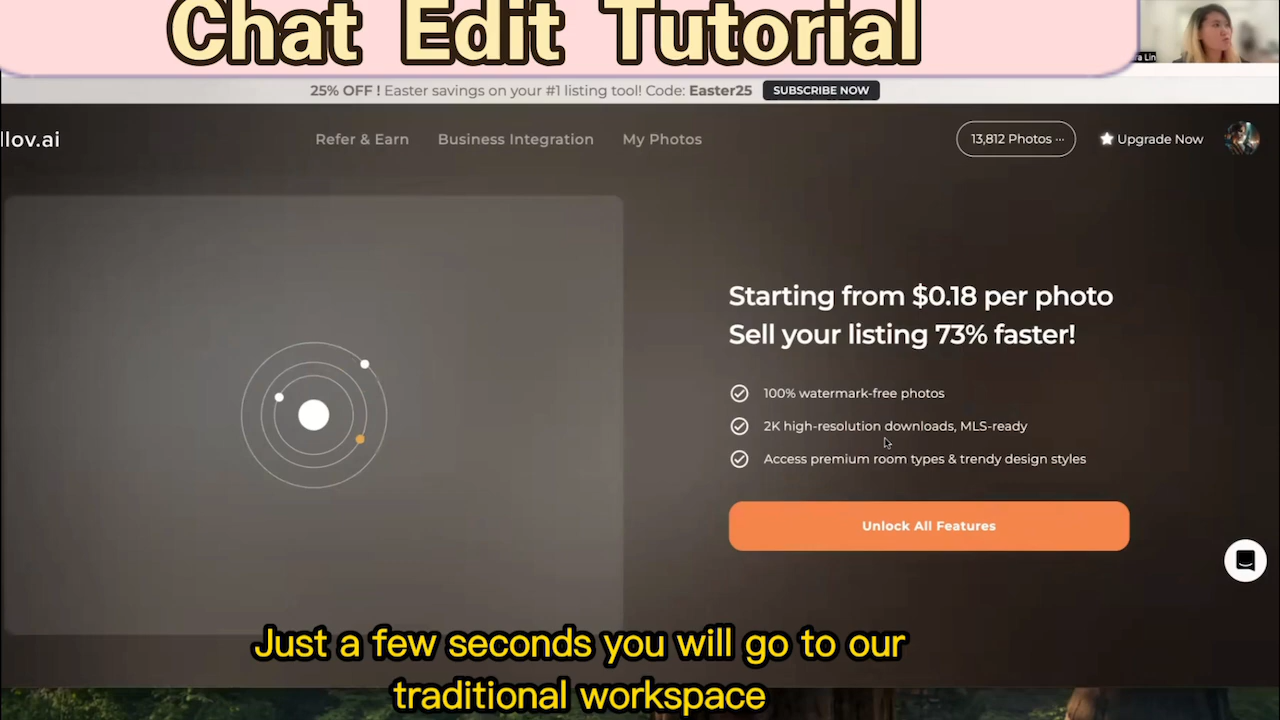 Chat Edit Tutorial
ra Lin
25% OFF ! Easter savings on your #1 listing tool! Code: Easter25 SUBSCRIBE NOW
llov.ai Refer & Earn Business Integration My Photos 13,812 Photos ··· Upgrade Now
Starting from $0.18 per photo
Sell your listing 73% faster!
100% watermark-free photos
2K high-resolution downloads, MLS-ready
Access premium room types & trendy design styles
Unlock All Features
Just a few seconds you will go to our
traditional workspace